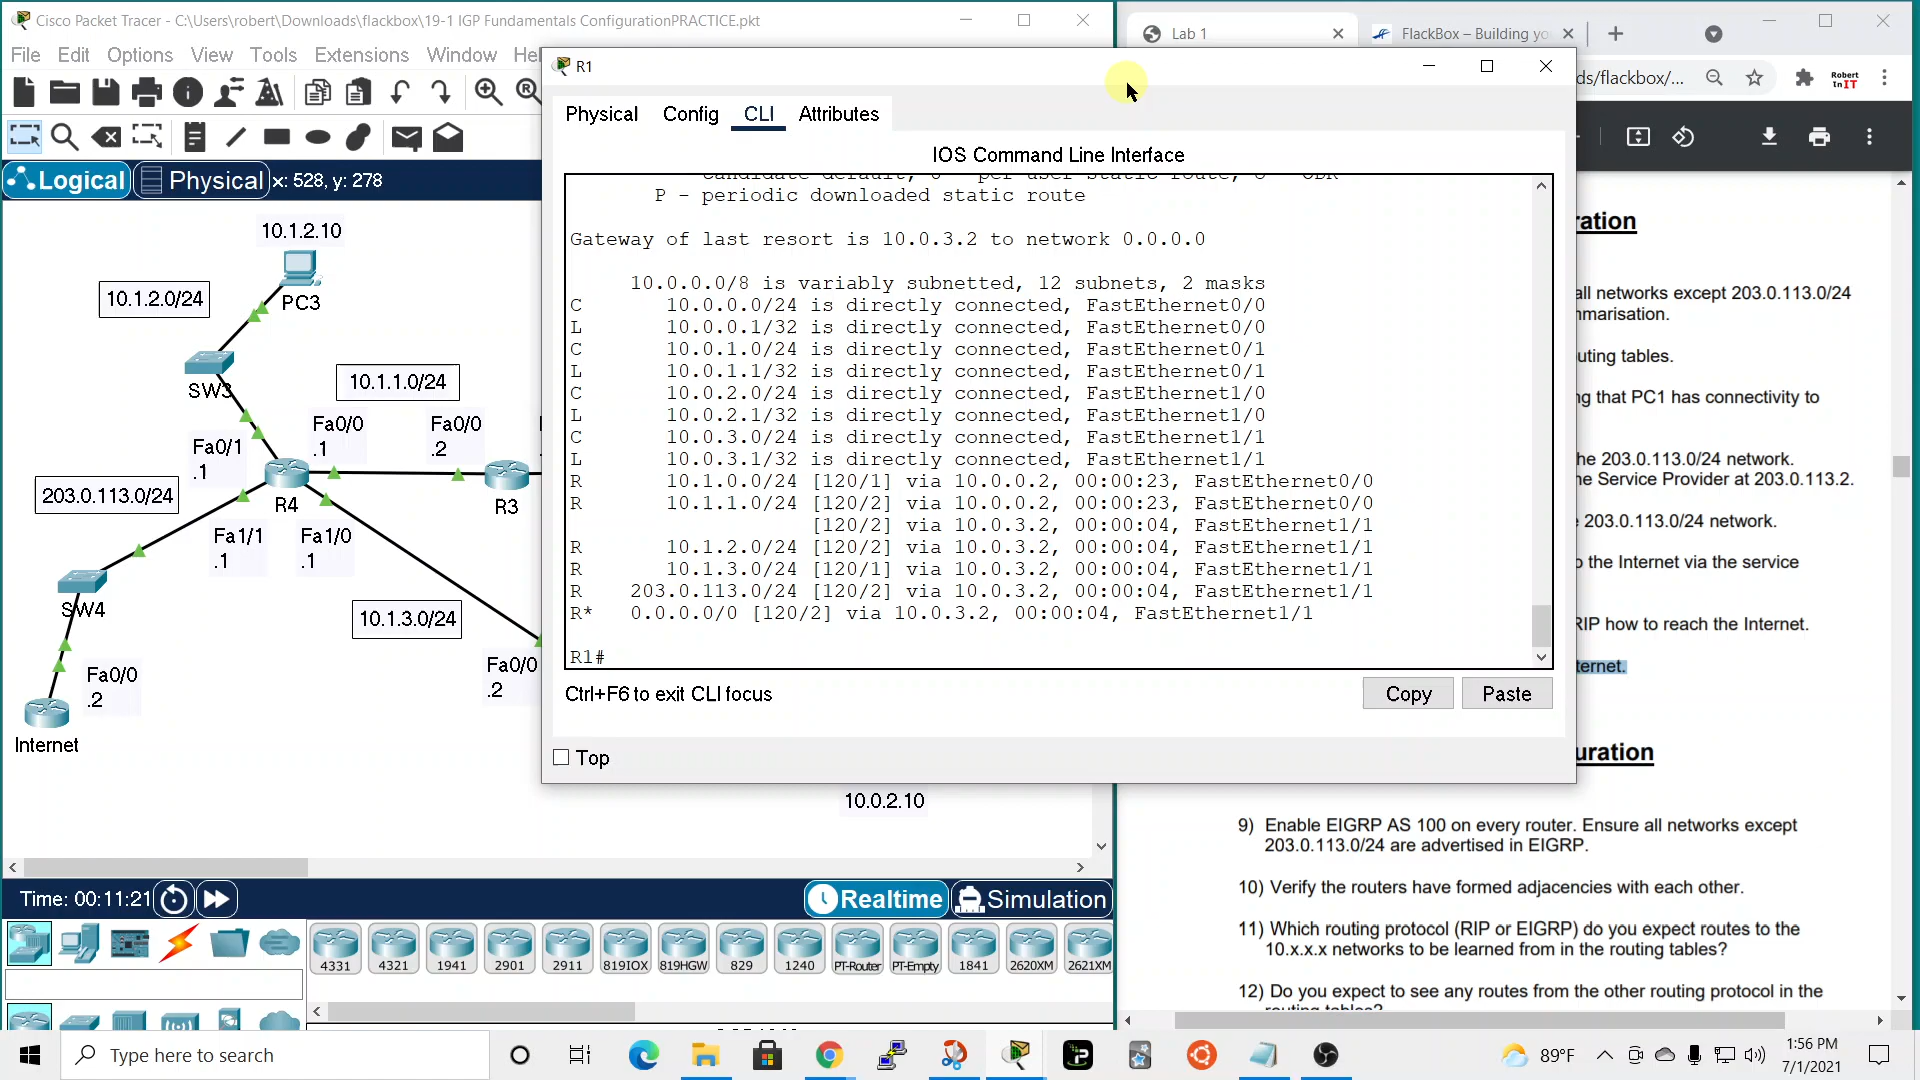 Cisco Packet Tracer - C:\Users\robert\Downloads\flackbox\19-1 IGP Fundamentals ConfigurationPRACTICE.pkt
File Edit Options View Tools Extensions Window
Logical Physical x: 528, y: 278
10.1.2.10
10.1.2.0/24
PC3
SW3
10.1.1.0/24
Fa0/0
.1
Fa0/0
.2
Fa0/1
.1
203.0.113.0/24
R4
R3
Fa1/1
.1
Fa1/0
.1
SW4
10.1.3.0/24
Fa0/0
.2
Fa0/0
.2
Internet
10.0.2.10
R1
Physical Config CLI Attributes
IOS Command Line Interface
P - periodic downloaded static route
Gateway of last resort is 10.0.3.2 to network 0.0.0.0
10.0.0.0/8 is variably subnetted, 12 subnets, 2 masks
C 10.0.0.0/24 is directly connected, FastEthernet0/0
L 10.0.0.1/32 is directly connected, FastEthernet0/0
C 10.0.1.0/24 is directly connected, FastEthernet0/1
L 10.0.1.1/32 is directly connected, FastEthernet0/1
C 10.0.2.0/24 is directly connected, FastEthernet1/0
L 10.0.2.1/32 is directly connected, FastEthernet1/0
C 10.0.3.0/24 is directly connected, FastEthernet1/1
L 10.0.3.1/32 is directly connected, FastEthernet1/1
R 10.1.0.0/24 [120/1] via 10.0.0.2, 00:00:23, FastEthernet0/0
R 10.1.1.0/24 [120/2] via 10.0.0.2, 00:00:23, FastEthernet0/0
[120/2] via 10.0.3.2, 00:00:04, FastEthernet1/1
R 10.1.2.0/24 [120/2] via 10.0.3.2, 00:00:04, FastEthernet1/1
R 10.1.3.0/24 [120/1] via 10.0.3.2, 00:00:04, FastEthernet1/1
R 203.0.113.0/24 [120/2] via 10.0.3.2, 00:00:04, FastEthernet1/1
R* 0.0.0.0/0 [120/2] via 10.0.3.2, 00:00:04, FastEthernet1/1
R1#
Ctrl+F6 to exit CLI focus
Copy Paste
Top
Time: 00:11:21
Realtime Simulation
4331 4321 1941 2901 2911 819IOX 819HGW 829 1240 PT-Router PT-Empty 1841 2620XM 2621XM
Lab 1
FlackBox – Building yo
ds/flackbox/...
Robert
In IT
ration
all networks except 203.0.113.0/24
marisation.
uting tables.
g that PC1 has connectivity to
he 203.0.113.0/24 network.
e Service Provider at 203.0.113.2.
203.0.113.0/24 network.
the Internet via the service
RIP how to reach the Internet.
ternet.
uration
9) Enable EIGRP AS 100 on every router. Ensure all networks except
203.0.113.0/24 are advertised in EIGRP.
10) Verify the routers have formed adjacencies with each other.
11) Which routing protocol (RIP or EIGRP) do you expect routes to the
10.x.x.x networks to be learned from in the routing tables?
12) Do you expect to see any routes from the other routing protocol in the
Type here to search
89°F
1:56 PM
7/1/2021